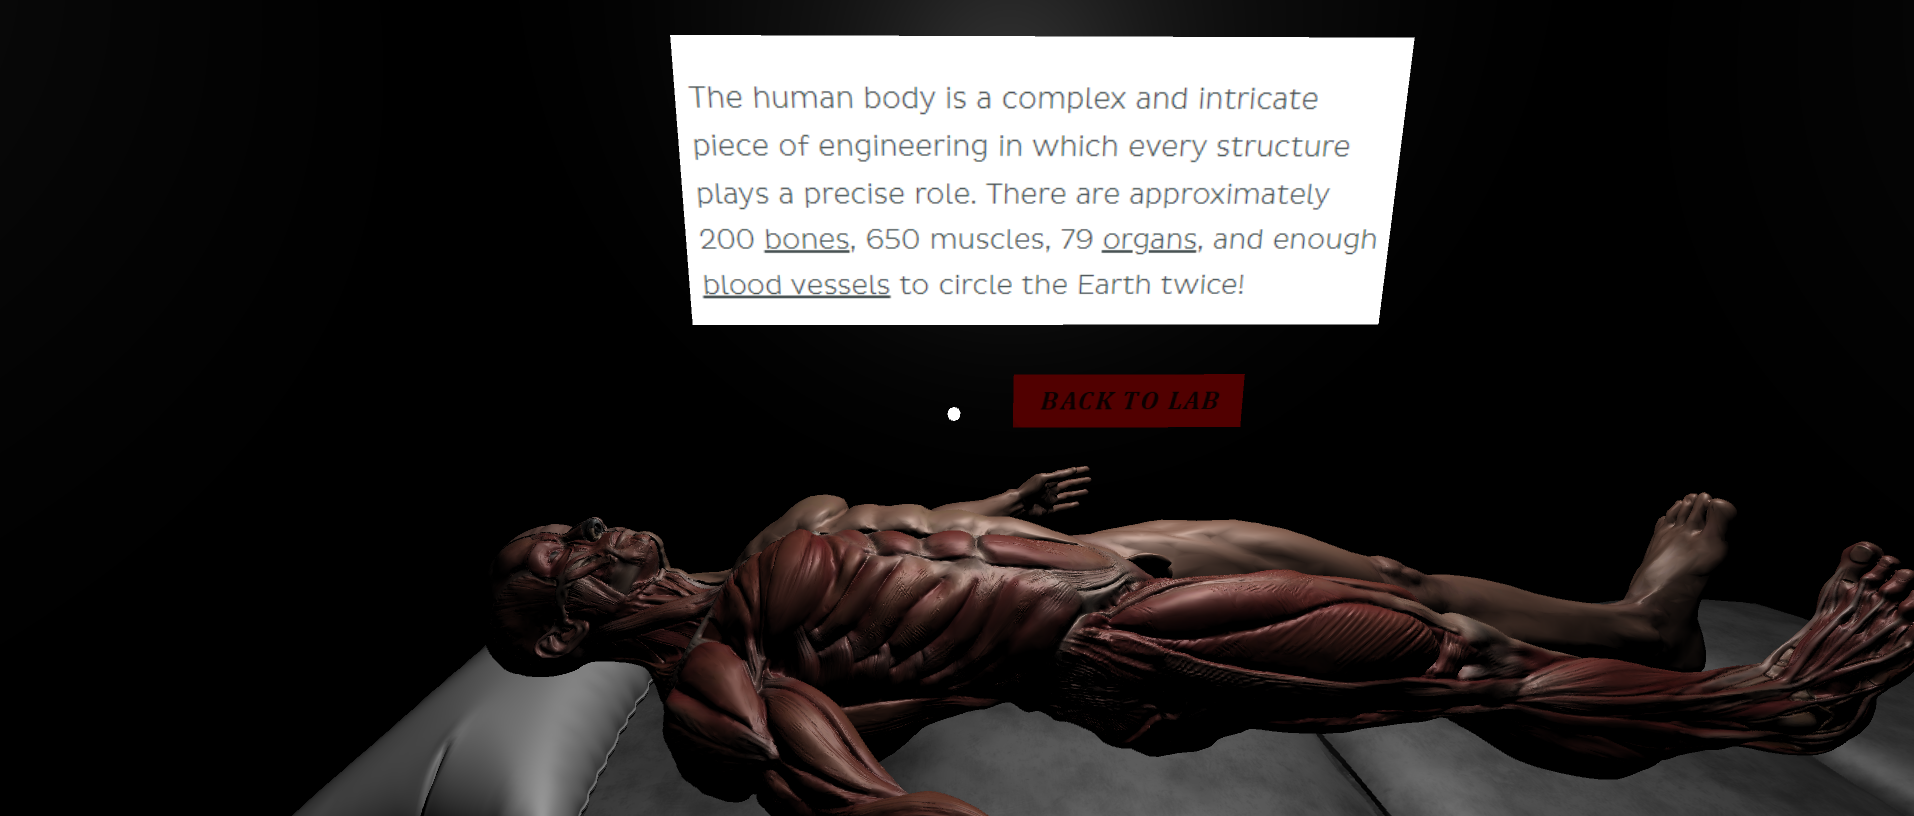 The human body is a complex and intricate
piece of engineering in which every structure
plays a precise role. There are approximately
200 bones, 650 muscles, 79 organs, and enough
blood vessels to circle the Earth twice!
BACK TO LAB